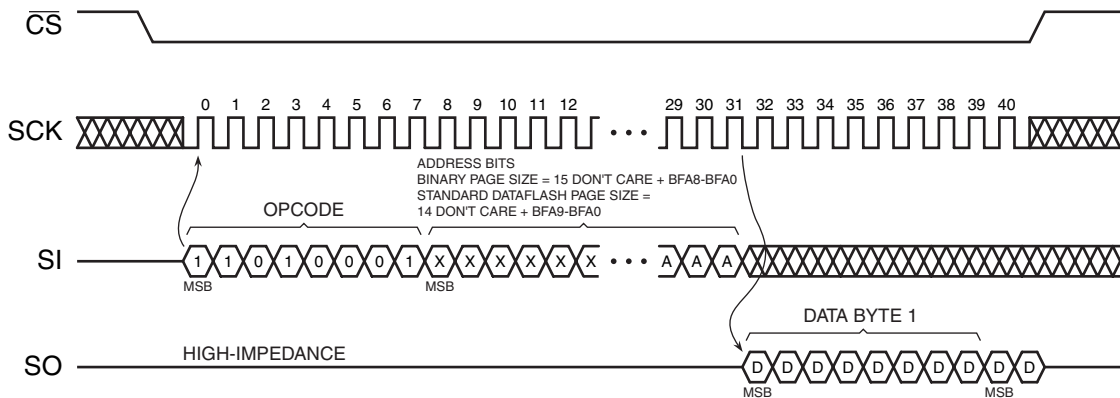 CS
SCK
0 1 2 3 4 5 6 7 8 9 10 11 12 29 30 31 32 33 34 35 36 37 38 39 40
ADDRESS BITS
BINARY PAGE SIZE = 15 DON'T CARE + BFA8-BFA0
STANDARD DATAFLASH PAGE SIZE =
14 DON'T CARE + BFA9-BFA0
OPCODE
SI
1 1 0 1 0 0 0 1 X X X X X X • • • A A A
MSB MSB
DATA BYTE 1
SO
HIGH-IMPEDANCE
D D D D D D D D D D
MSB MSB